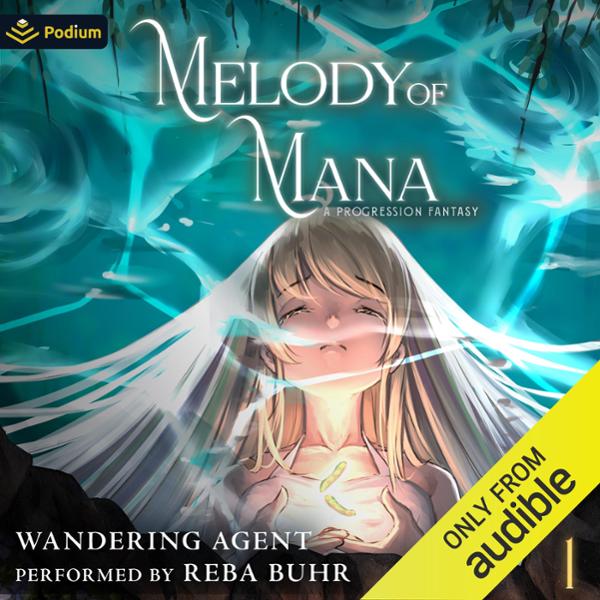 Podium
MELODY OF
MANA
A PROGRESSION FANTASY
WANDERING AGENT
PERFORMED BY REBA BUHR
ONLY FROM
audible
1